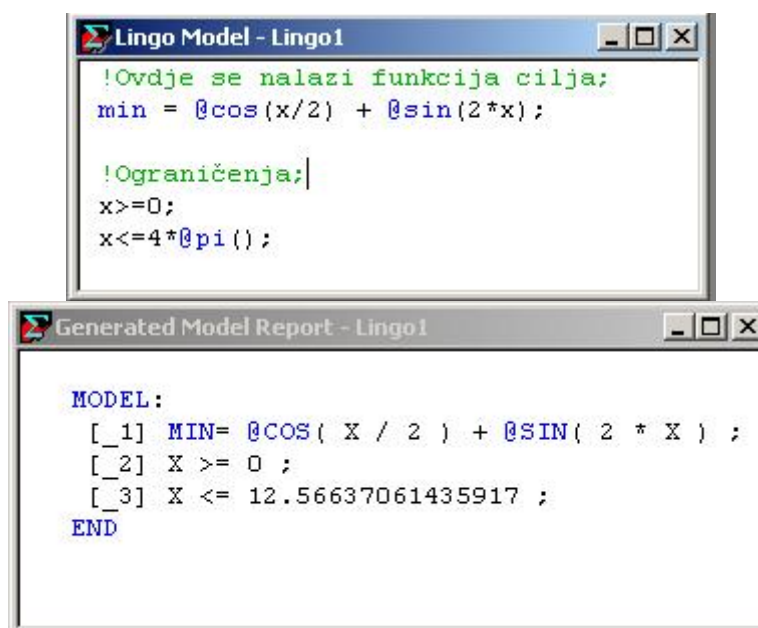 Lingo Model - Lingo1
!Ovdje se nalazi funkcija cilja;
min = @cos(x/2) + @sin(2*x);
!Ograničenja;
x>=0;
x<=4*@pi();
Generated Model Report - Lingo1
MODEL:
[_1] MIN= @COS( X / 2 ) + @SIN( 2 * X ) ;
[_2] X >= 0 ;
[_3] X <= 12.56637061435917 ;
END